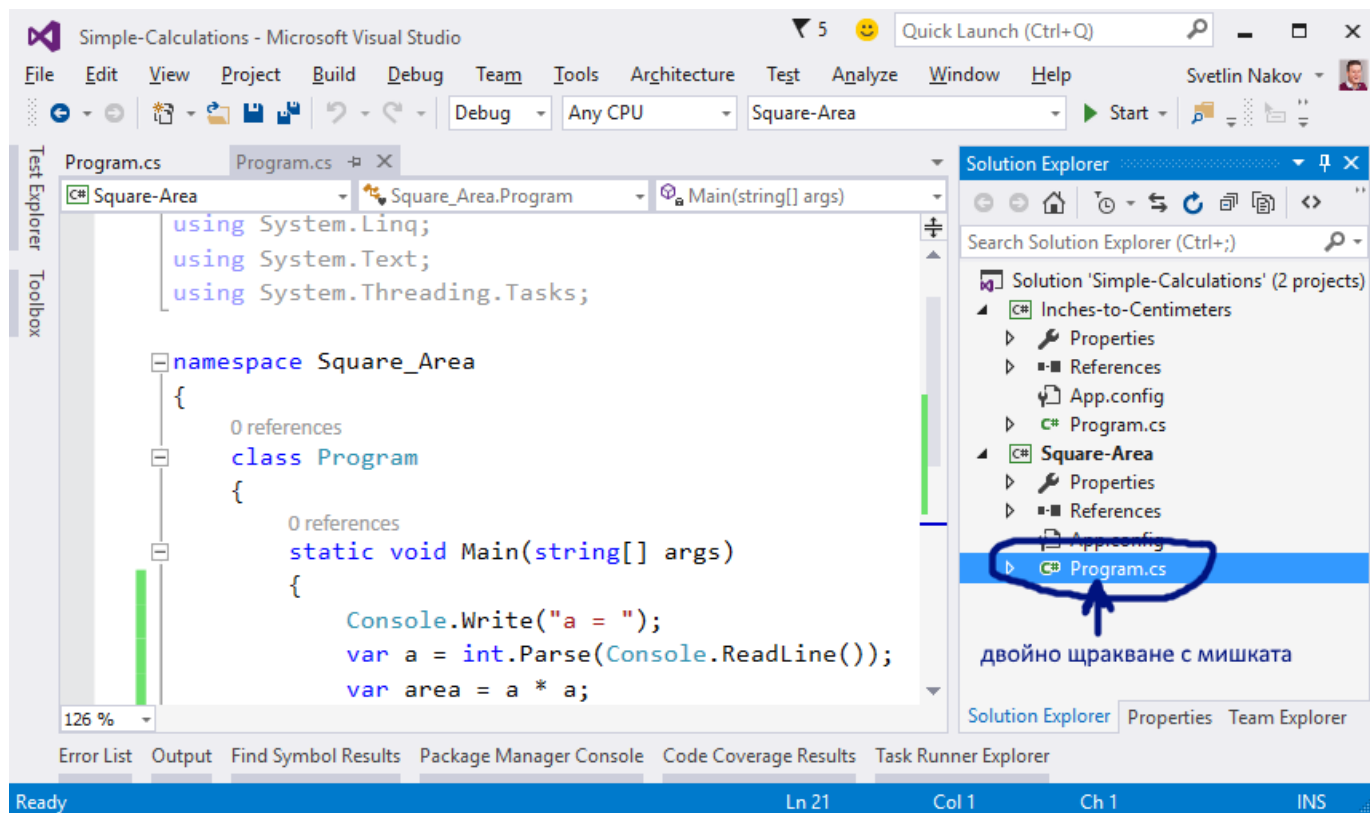 Simple-Calculations - Microsoft Visual Studio
5
Quick Launch (Ctrl+Q)
File Edit View Project Build Debug Team Tools Architecture Test Analyze Window Help Svetlin Nakov
Debug Any CPU Square-Area Start
Test Explorer
Toolbox
Program.cs Program.cs
C# Square-Area Square_Area.Program Main(string[] args)
using System.Linq;
using System.Text;
using System.Threading.Tasks;
namespace Square_Area
{
0 references
class Program
{
0 references
static void Main(string[] args)
{
Console.Write("a = ");
var a = int.Parse(Console.ReadLine());
var area = a * a;
126 %
Solution Explorer
Search Solution Explorer (Ctrl+;)
Solution 'Simple-Calculations' (2 projects)
C# Inches-to-Centimeters
Properties
References
App.config
C# Program.cs
C# Square-Area
Properties
References
App.config
C# Program.cs
двойно щракване с мишката
Solution Explorer Properties Team Explorer
Error List Output Find Symbol Results Package Manager Console Code Coverage Results Task Runner Explorer
Ready Ln 21 Col 1 Ch 1 INS